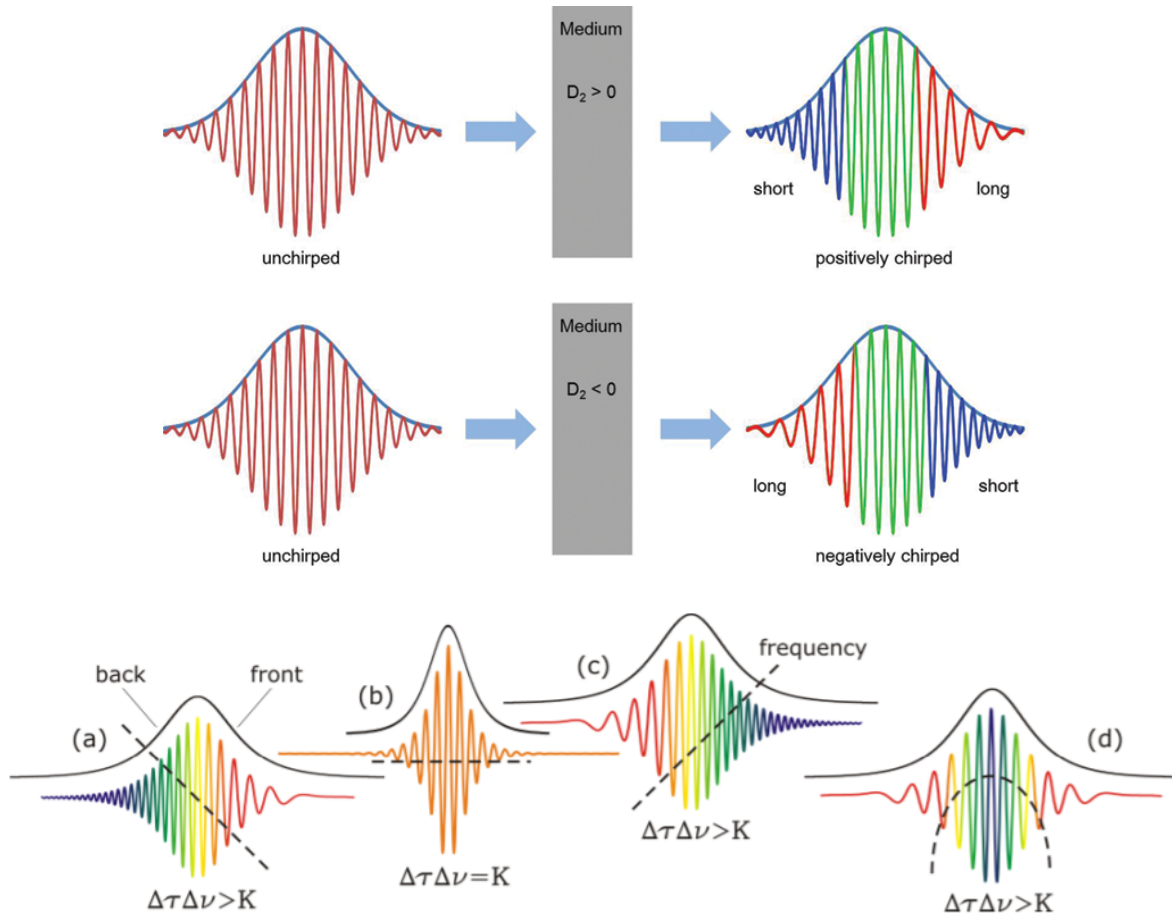 Medium
D₂ > 0
short
long
unchirped
positively chirped
Medium
D₂ < 0
long
short
unchirped
negatively chirped
back
front
(a)
ΔτΔν>K
(b)
ΔτΔν=K
(c)
frequency
ΔτΔν>K
(d)
ΔτΔν>K